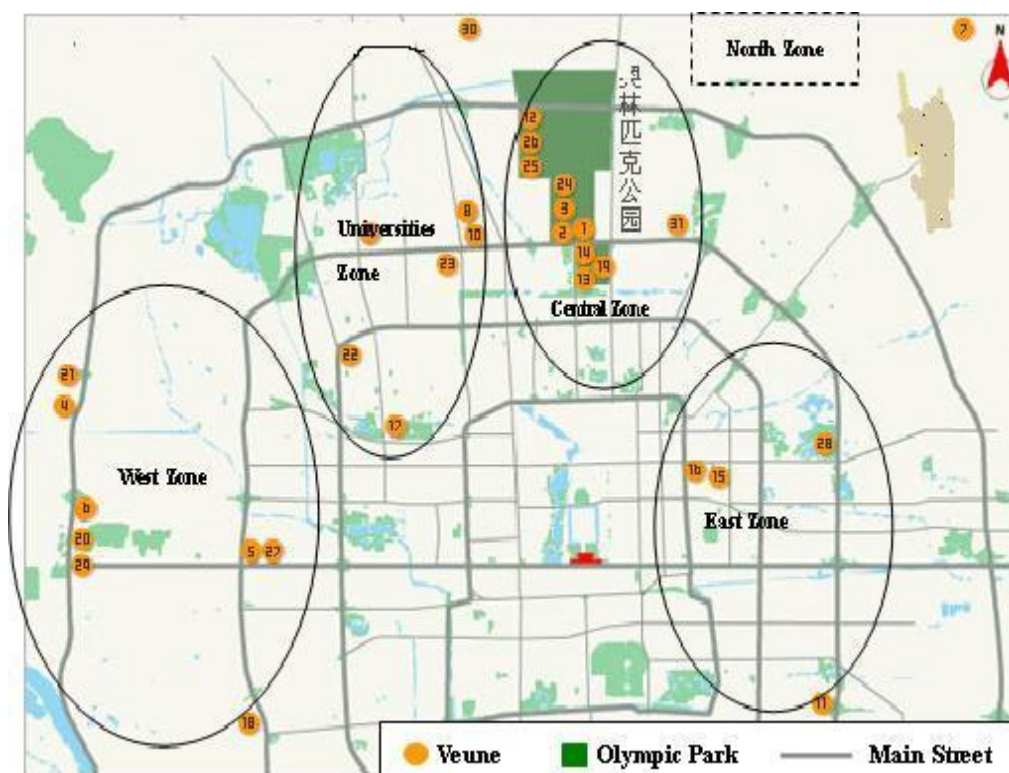 30
7
N
North Zone
奥林匹克公园
12
26
25
24
3
1
2
14
19
13
31
8
10
23
Universities
Zone
Central Zone
22
17
21
4
West Zone
6
20
29
5
27
18
28
16
15
East Zone
11
Veune
Olympic Park
Main Street